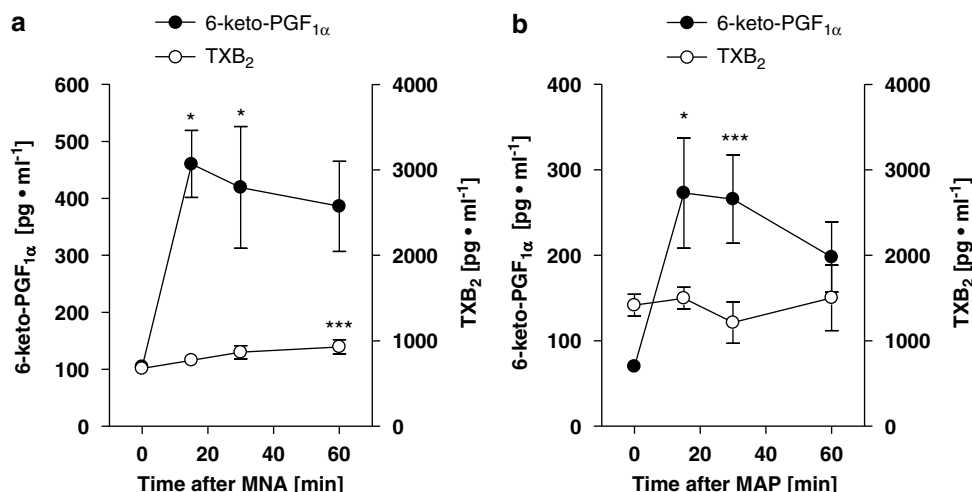 a
6-keto-PGF1α
TXB2
600
500
400
300
200
100
0
6-keto-PGF1α [pg • ml-1]
4000
3000
2000
1000
0
TXB2 [pg • ml-1]
*
*
***
0 20 40 60
Time after MNA [min]
b
6-keto-PGF1α
TXB2
400
300
200
100
0
6-keto-PGF1α [pg • ml-1]
4000
3000
2000
1000
0
TXB2 [pg • ml-1]
*
***
0 20 40 60
Time after MAP [min]